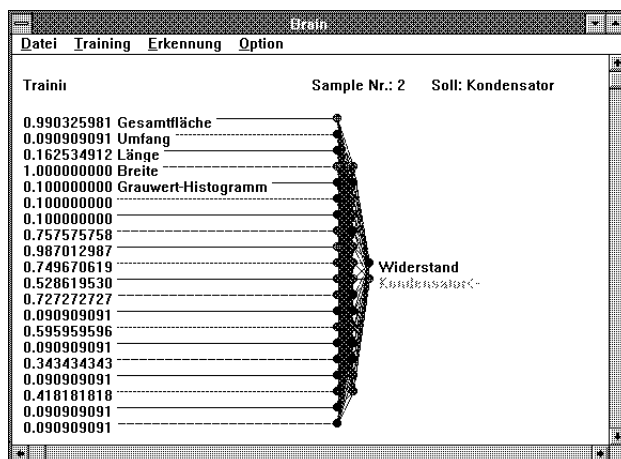 Brain
Datei Training Erkennung Option
Sample Nr.: 2 Soll: Kondensator
0.990325981 Gesamtfläche
0.090909091 Umfang
0.162534912 Länge
1.000000000 Breite
0.100000000 Grauwert-Histogramm
0.100000000
0.100000000
0.757575758
0.987012987
0.749670619
0.528619530
0.727272727
0.090909091
0.595959596
0.090909091
0.343434343
0.090909091
0.418181818
0.090909091
0.090909091
Widerstand
Kondensator<-